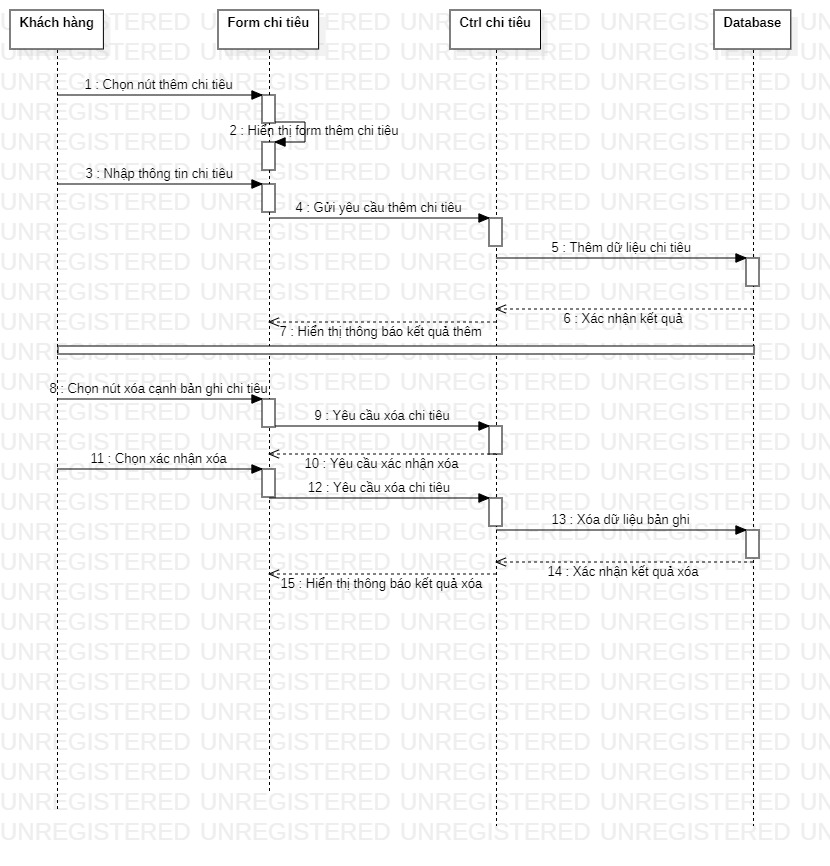 Khách hàng
Form chi tiêu
Ctrl chi tiêu
Database
1 : Chọn nút thêm chi tiêu
2 : Hiển thị form thêm chi tiêu
3 : Nhập thông tin chi tiêu
4 : Gửi yêu cầu thêm chi tiêu
5 : Thêm dữ liệu chi tiêu
6 : Xác nhận kết quả
7 : Hiển thị thông báo kết quả thêm
8 : Chọn nút xóa cạnh bản ghi chi tiêu
9 : Yêu cầu xóa chi tiêu
10 : Yêu cầu xác nhận xóa
11 : Chọn xác nhận xóa
12 : Yêu cầu xóa chi tiêu
13 : Xóa dữ liệu bản ghi
14 : Xác nhận kết quả xóa
15 : Hiển thị thông báo kết quả xóa
UNREGISTERED